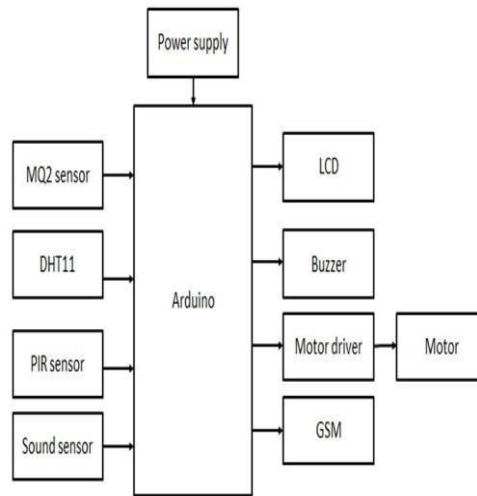 Power supply
MQ2 sensor
DHT11
PIR sensor
Sound sensor
Arduino
LCD
Buzzer
Motor driver
Motor
GSM